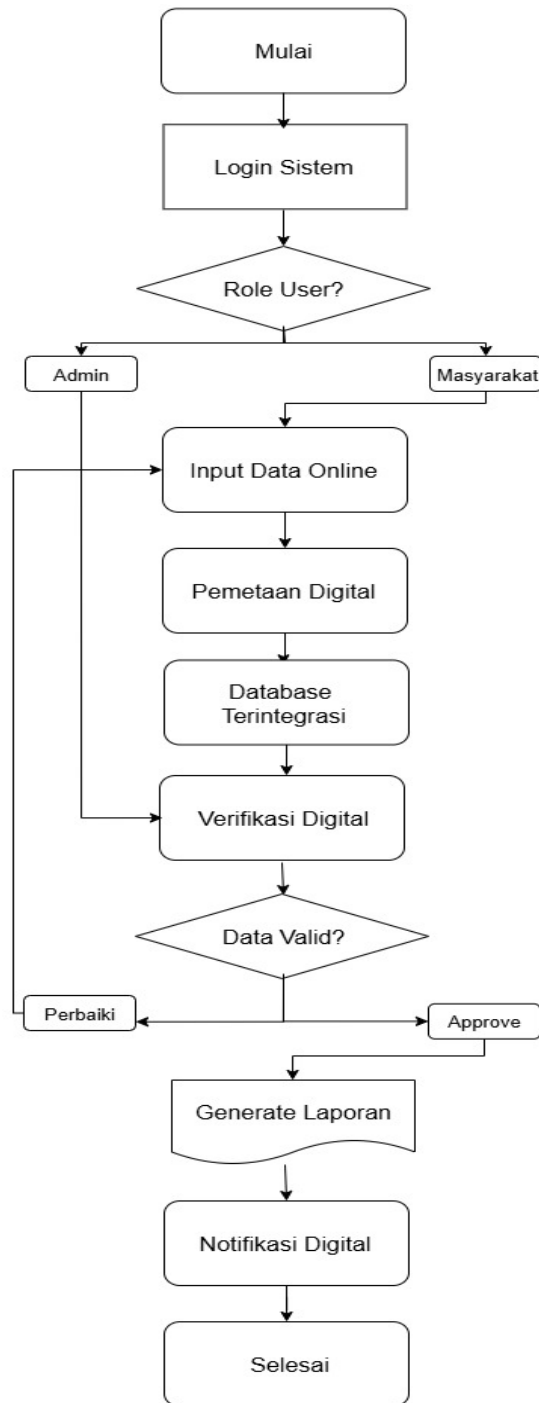 Mulai
Login Sistem
Role User?
Admin
Masyarakat
Input Data Online
Pemetaan Digital
Database
Terintegrasi
Verifikasi Digital
Data Valid?
Perbaiki
Approve
Generate Laporan
Notifikasi Digital
Selesai